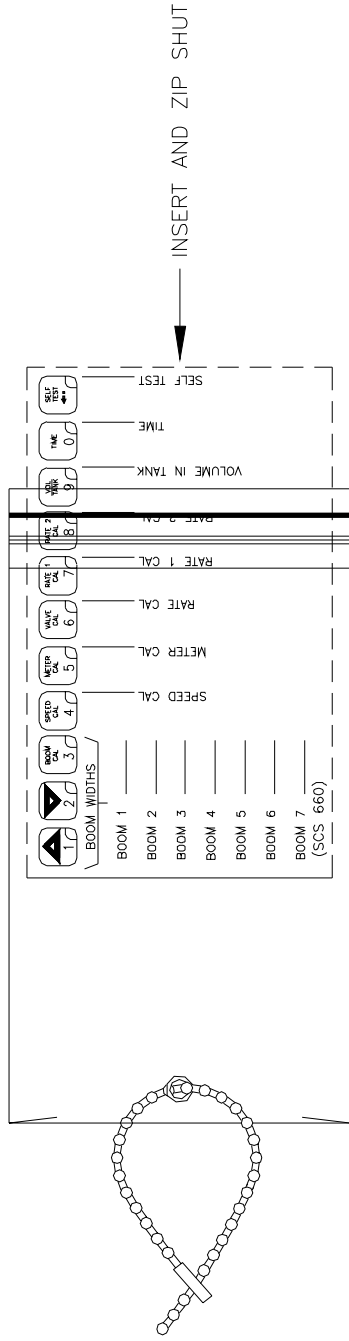 INSERT AND ZIP SHUT
1
2
BOOM
CAL
3
SPEED
CAL
4
METER
CAL
5
VALVE
CAL
6
RATE 1
CAL
7
RATE 2
CAL
8
VOL
TANK
9
TIME
0
SELF
TEST
BOOM WIDTHS
BOOM 1
BOOM 2
BOOM 3
BOOM 4
BOOM 5
BOOM 6
BOOM 7
(SCS 660)
SPEED CAL
METER CAL
RATE CAL
RATE 1 CAL
RATE 2 CAL
VOLUME IN TANK
TIME
SELF TEST